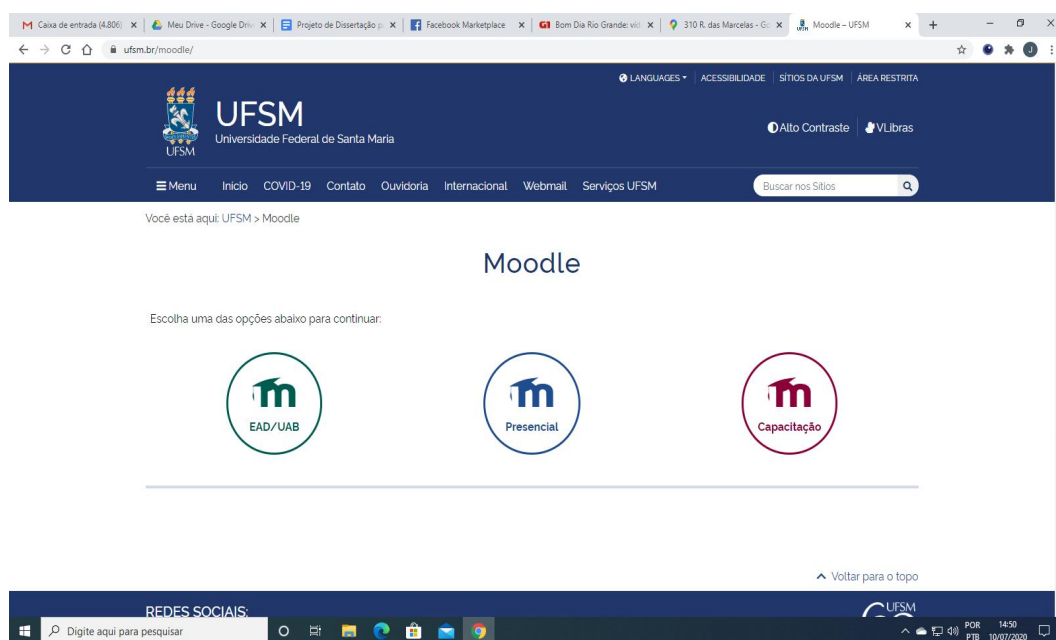 Caixa de entrada (4.806)
Meu Drive - Google Driv
Projeto de Dissertação p
Facebook Marketplace
G1 Bom Dia Rio Grande: víd
310 R. das Marcelas - Go
Moodle – UFSM
ufsm.br/moodle/
J
LANGUAGES
ACESSIBILIDADE
SÍTIOS DA UFSM
ÁREA RESTRITA
UFSM
UFSM
Universidade Federal de Santa Maria
Alto Contraste
VLibras
Menu
Início
COVID-19
Contato
Ouvidoria
Internacional
Webmail
Serviços UFSM
Buscar nos Sítios
Você está aqui: UFSM > Moodle
Moodle
Escolha uma das opções abaixo para continuar:
m
EAD/UAB
m
Presencial
m
Capacitação
Voltar para o topo
REDES SOCIAIS:
UFSM
Digite aqui para pesquisar
POR
PTB
14:50
10/07/2020